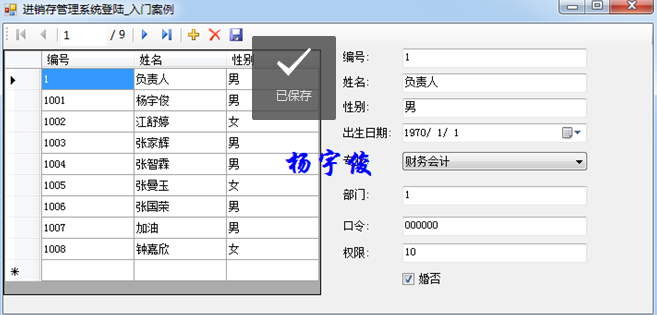 进销存管理系统登陆_入门案例
1 / 9
编号 姓名 性别
1 负责人 男
1001 杨宇俊 男
1002 江舒婷 女
1003 张家辉 男
1004 张智霖 男
1005 张曼玉 女
1006 张国荣 男
1007 加油 男
1008 钟嘉欣 女
已保存
编号: 1
姓名: 负责人
性别: 男
出生日期: 1970/ 1/ 1
杨宇俊
财务会计
部门: 1
口令: 000000
权限: 10
婚否